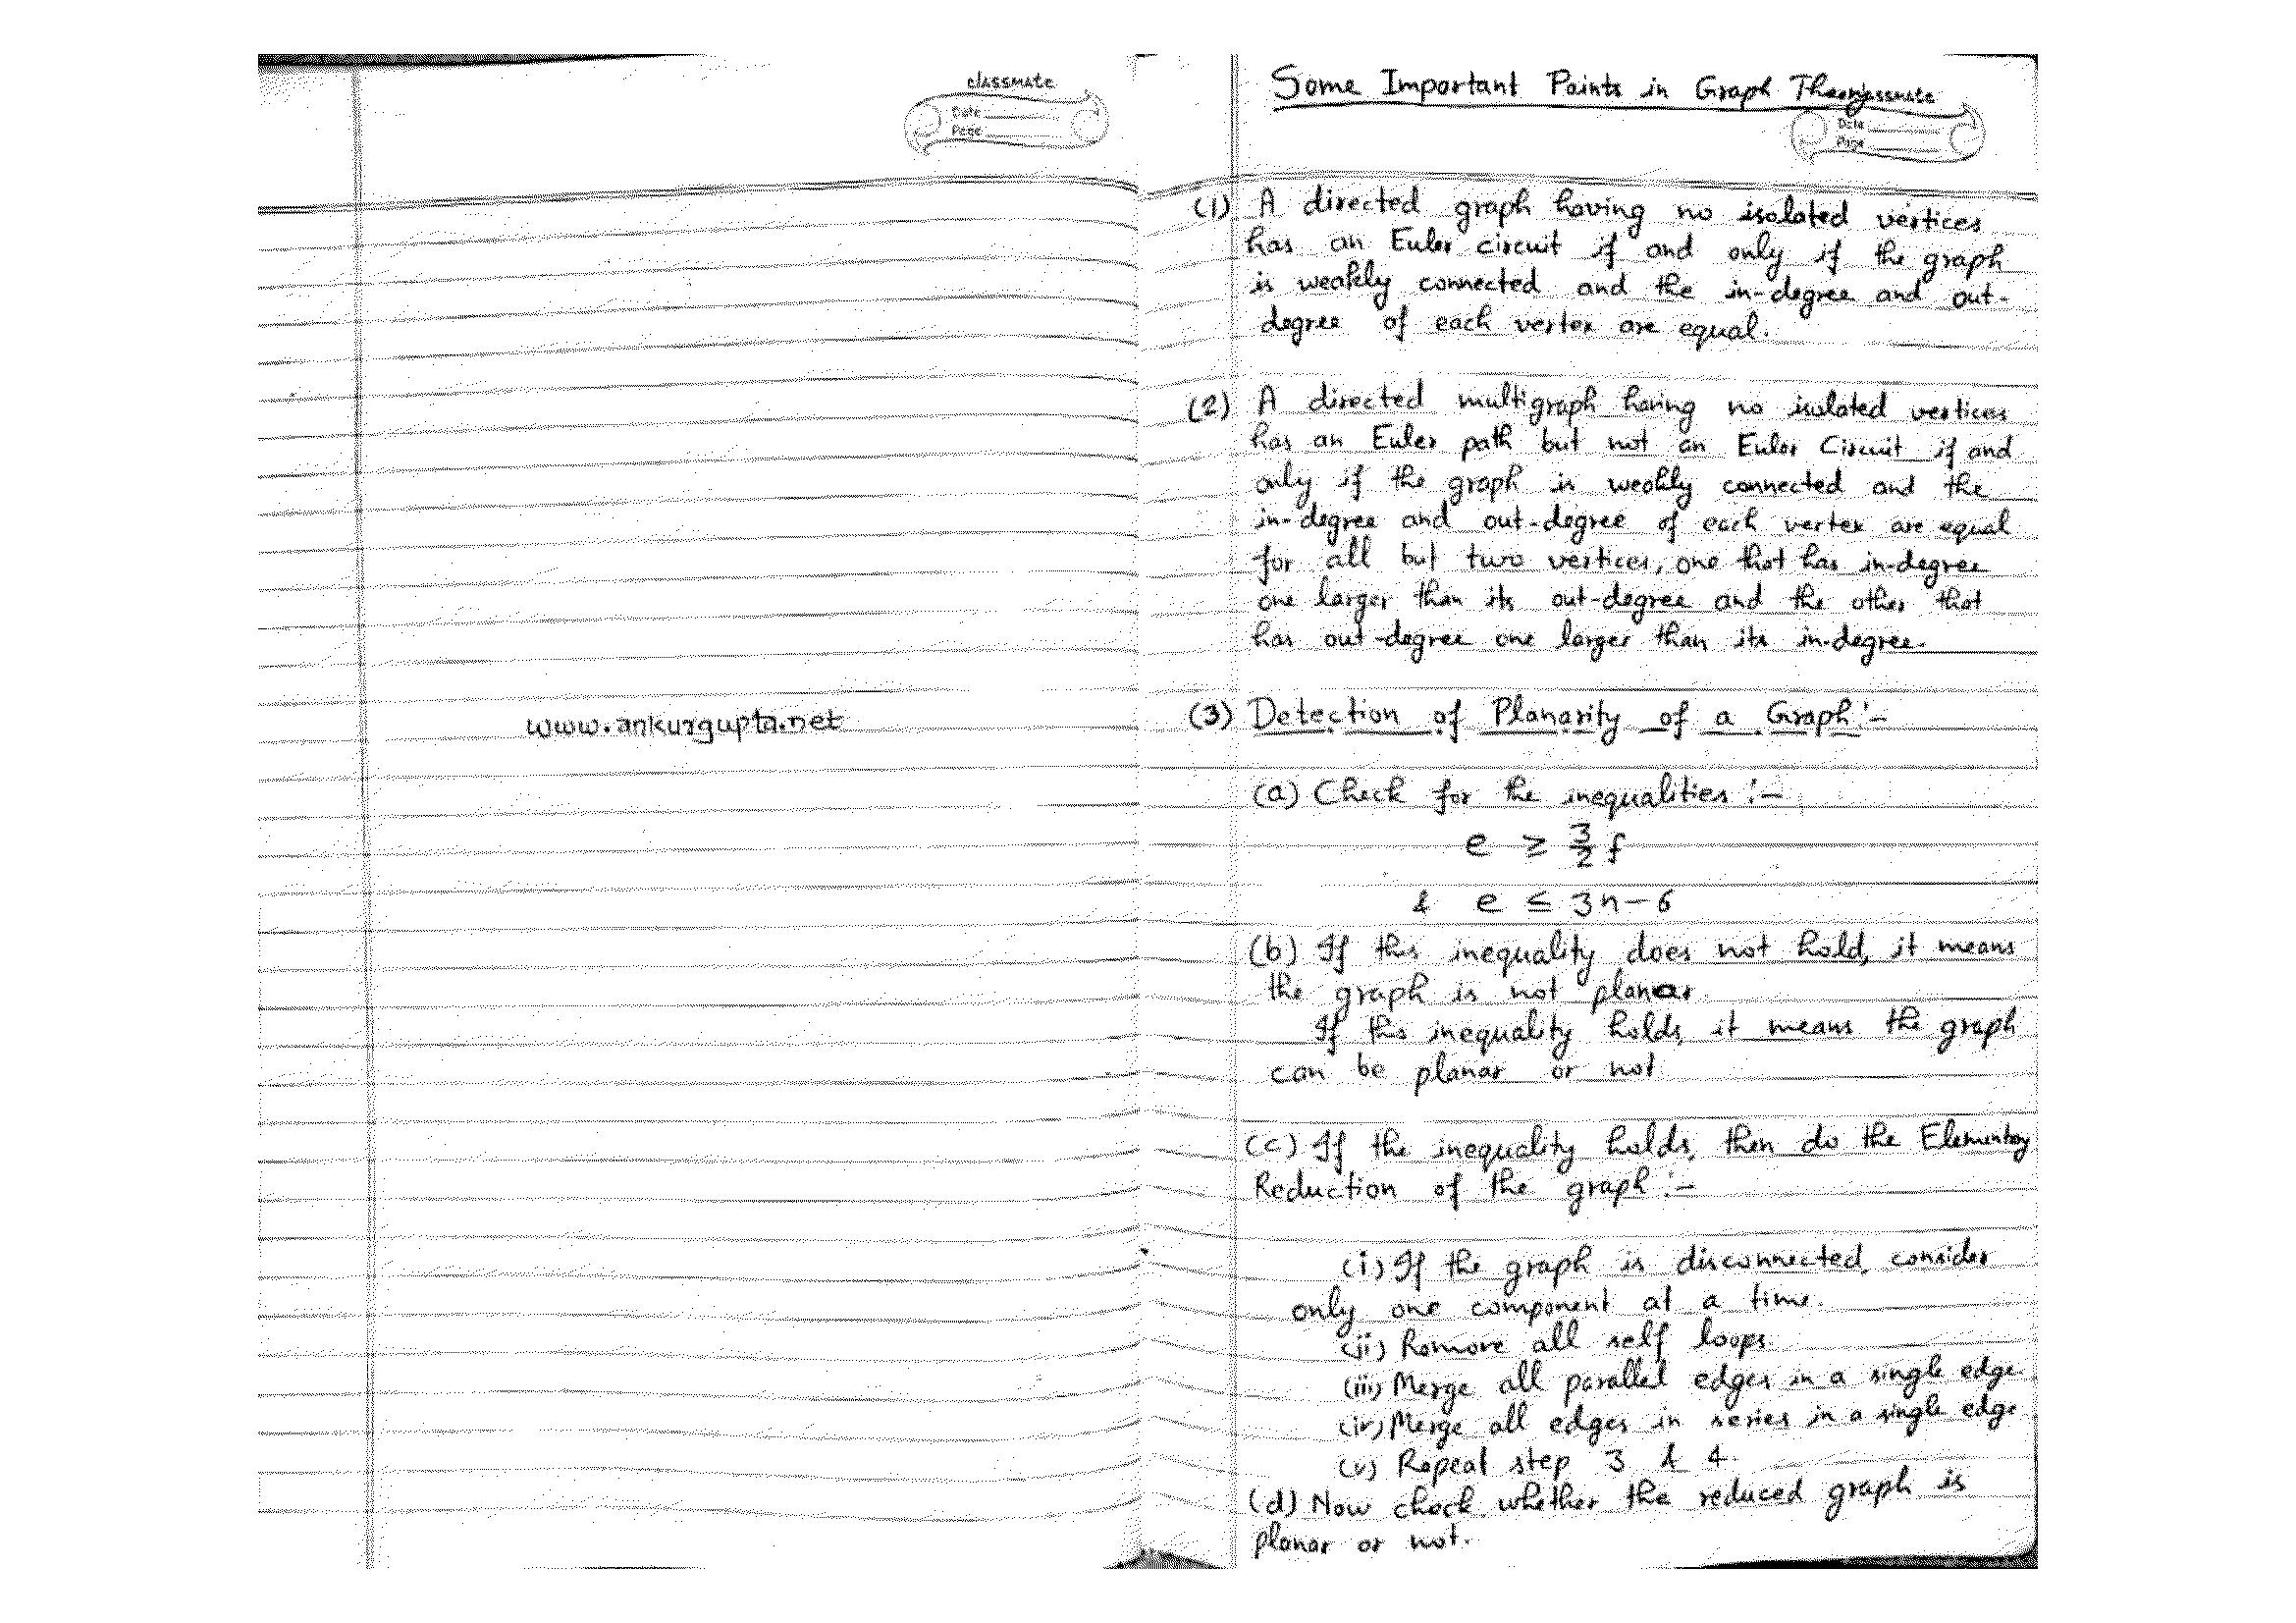 classmate
Date
Page
www.ankurgupta.net
Some Important Points in Graph Theory
classmate
Date
Page
(1) A directed graph having no isolated vertices
has an Euler circuit if and only if the graph
is weakly connected and the in-degree and out-
degree of each vertex are equal.
(2) A directed multigraph having no isolated vertices
has an Euler path but not an Euler Circuit if and
only if the graph is weakly connected and the
in-degree and out-degree of each vertex are equal
for all but two vertices, one that has in-degree
one larger than its out-degree and the other that
has out-degree one larger than its in-degree.
(3) Detection of Planarity of a Graph:-
(a) Check for the inequalities :-
e ≥ 3/2 f
& e ≤ 3n-6
(b) If this inequality does not hold, it means
the graph is not planar.
If this inequality holds, it means the graph
can be planar or not
(c) If the inequality holds, then do the Elementary
Reduction of the graph :-
(i) If the graph is disconnected, consider
only one component at a time.
(ii) Remove all self loops.
(iii) Merge all parallel edges in a single edge.
(iv) Merge all edges in series in a single edge
(v) Repeat step 3 & 4.
(d) Now check whether the reduced graph is
planar or not.